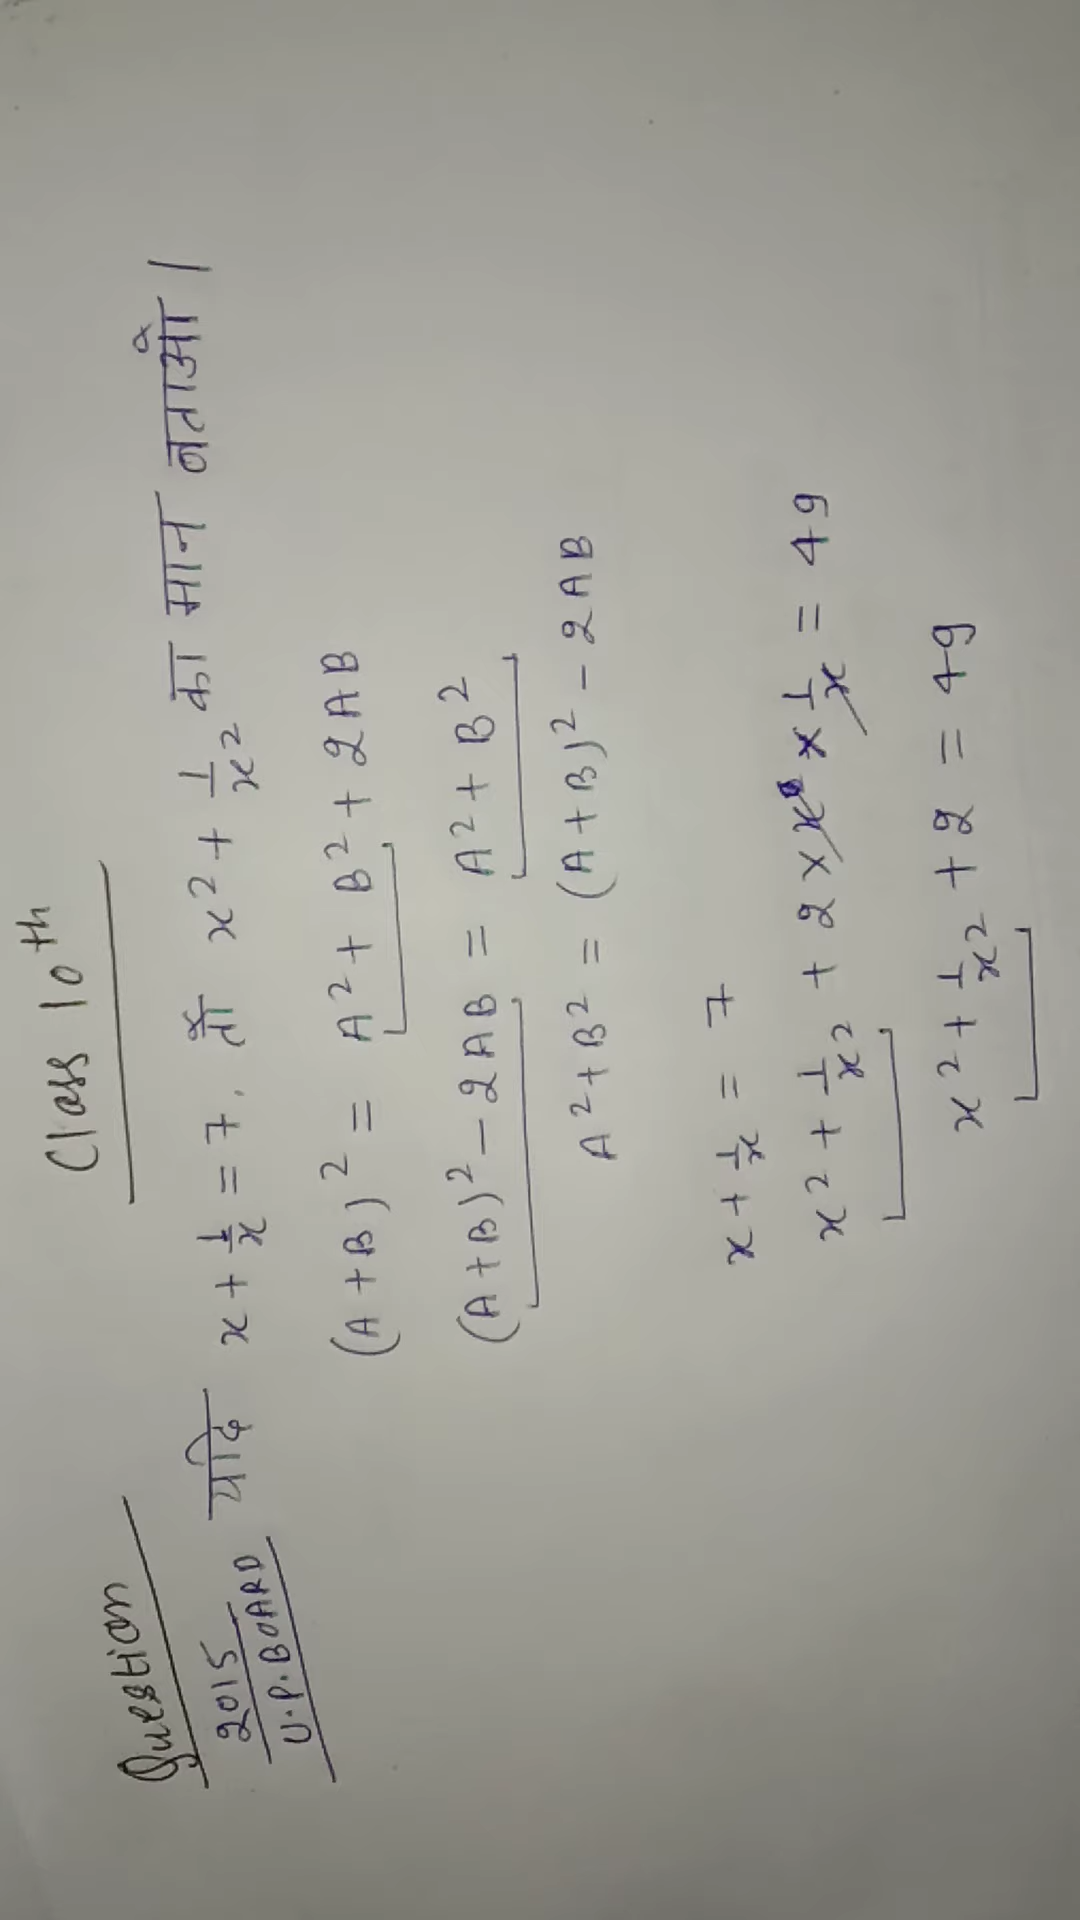 Class 10th
Question
2015
U.P. BOARD
यदि x + 1/x = 7, तो x² + 1/x² का मान बताओ।
(A + B)² = A² + B² + 2AB
(A + B)² - 2AB = A² + B²
A² + B² = (A + B)² - 2AB
x + 1/x = 7
x² + 1/x² + 2 × x × 1/x = 49
x² + 1/x² + 2 = 49